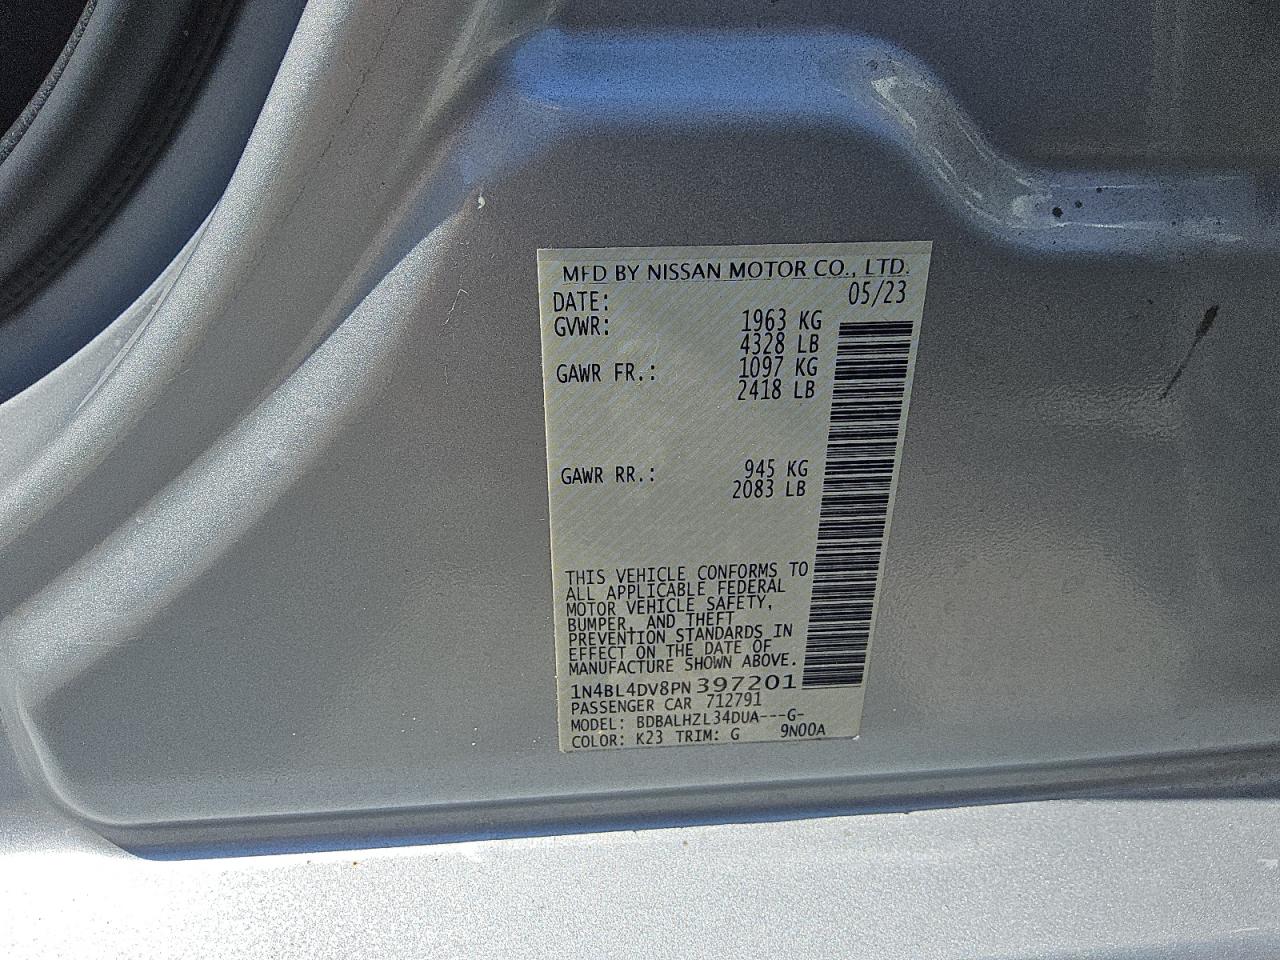 MFD BY NISSAN MOTOR CO., LTD.
DATE: 05/23
GVWR: 1963 KG
4328 LB
GAWR FR.: 1097 KG
2418 LB
GAWR RR.: 945 KG
2083 LB
THIS VEHICLE CONFORMS TO
ALL APPLICABLE FEDERAL
MOTOR VEHICLE SAFETY,
BUMPER, AND THEFT
PREVENTION STANDARDS IN
EFFECT ON THE DATE OF
MANUFACTURE SHOWN ABOVE.
1N4BL4DV8PN397201
PASSENGER CAR 712791
MODEL: BDBALHZL34DUA---G-
COLOR: K23 TRIM: G 9N00A